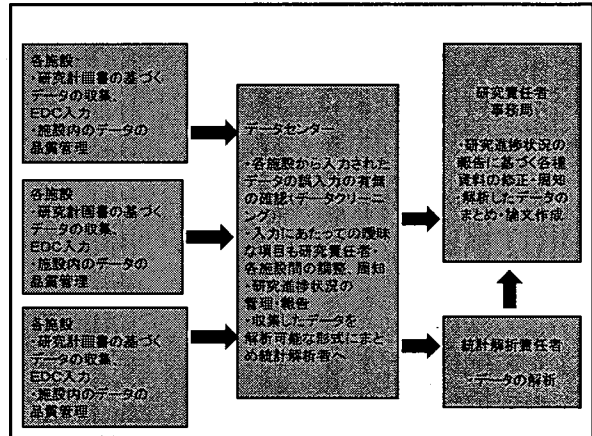 各施設
・研究計画書の基づく
データの収集、
EDC入力
・施設内のデータの
品質管理
各施設
・研究計画書の基づく
データの収集、
EDC入力
・施設内のデータの
品質管理
各施設
・研究計画書の基づく
データの収集、
EDC入力
・施設内のデータの
品質管理
データセンター
・各施設から入力された
データの誤入力の有無
の確認(データクリーニ
ング)
・入力にあたっての曖昧
な項目も研究責任者・
各施設間の調整、周知
・研究進捗状況の
管理・報告
・収集したデータを
解析可能な形式にまと
め統計解析者へ
研究責任者
事務局
・研究進捗状況の
報告に基づく各種
資料の修正・周知
・解析したデータの
まとめ・論文作成
統計解析責任者
・データの解析